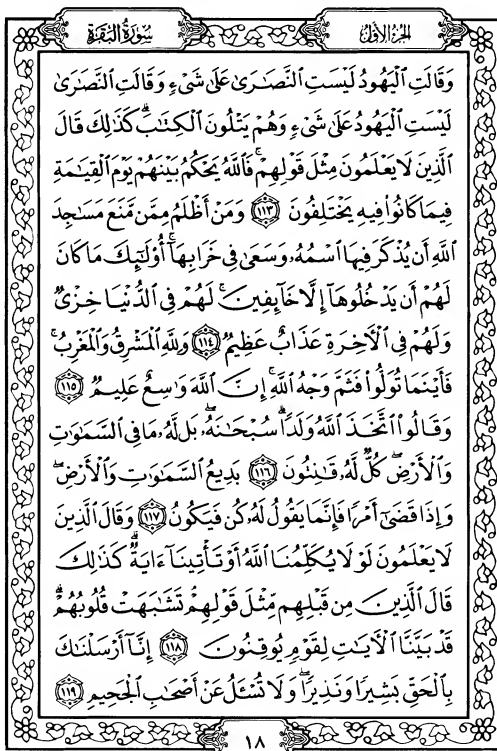 الجزء الأول
سورة البقرة
وَقَالَتِ ٱلْيَهُودُ لَيْسَتِ ٱلنَّصَـٰرَىٰ عَلَىٰ شَىْءٍ وَقَالَتِ ٱلنَّصَـٰرَىٰ
لَيْسَتِ ٱلْيَهُودُ عَلَىٰ شَىْءٍ وَهُمْ يَتْلُونَ ٱلْكِتَـٰبَ ۗ كَذَٰلِكَ قَالَ
ٱلَّذِينَ لَا يَعْلَمُونَ مِثْلَ قَوْلِهِمْ ۚ فَٱللَّهُ يَحْكُمُ بَيْنَهُمْ يَوْمَ ٱلْقِيَـٰمَةِ
فِيمَا كَانُوا۟ فِيهِ يَخْتَلِفُونَ ١١٣ وَمَنْ أَظْلَمُ مِمَّن مَّنَعَ مَسَـٰجِدَ
ٱللَّهِ أَن يُذْكَرَ فِيهَا ٱسْمُهُۥ وَسَعَىٰ فِى خَرَابِهَآ ۚ أُو۟لَـٰٓئِكَ مَا كَانَ
لَهُمْ أَن يَدْخُلُوهَآ إِلَّا خَآئِفِينَ ۚ لَهُمْ فِى ٱلدُّنْيَا خِزْىٌ
وَلَهُمْ فِى ٱلْـَٔاخِرَةِ عَذَابٌ عَظِيمٌ ١١٤ وَلِلَّهِ ٱلْمَشْرِقُ وَٱلْمَغْرِبُ ۚ
فَأَيْنَمَا تُوَلُّوا۟ فَثَمَّ وَجْهُ ٱللَّهِ ۚ إِنَّ ٱللَّهَ وَٰسِعٌ عَلِيمٌ ١١٥
وَقَالُوا۟ ٱتَّخَذَ ٱللَّهُ وَلَدًا ۗ سُبْحَـٰنَهُۥ ۖ بَل لَّهُۥ مَا فِى ٱلسَّمَـٰوَٰتِ
وَٱلْأَرْضِ ۖ كُلٌّ لَّهُۥ قَـٰنِتُونَ ١١٦ بَدِيعُ ٱلسَّمَـٰوَٰتِ وَٱلْأَرْضِ ۖ
وَإِذَا قَضَىٰٓ أَمْرًا فَإِنَّمَا يَقُولُ لَهُۥ كُن فَيَكُونُ ١١٧ وَقَالَ ٱلَّذِينَ
لَا يَعْلَمُونَ لَوْلَا يُكَلِّمُنَا ٱللَّهُ أَوْ تَأْتِينَآ ءَايَةٌ ۗ كَذَٰلِكَ
قَالَ ٱلَّذِينَ مِن قَبْلِهِم مِّثْلَ قَوْلِهِمْ ۘ تَشَـٰبَهَتْ قُلُوبُهُمْ ۗ
قَدْ بَيَّنَّا ٱلْـَٔايَـٰتِ لِقَوْمٍ يُوقِنُونَ ١١٨ إِنَّآ أَرْسَلْنَـٰكَ
بِٱلْحَقِّ بَشِيرًا وَنَذِيرًا ۖ وَلَا تُسْـَٔلُ عَنْ أَصْحَـٰبِ ٱلْجَحِيمِ ١١٩
١٨